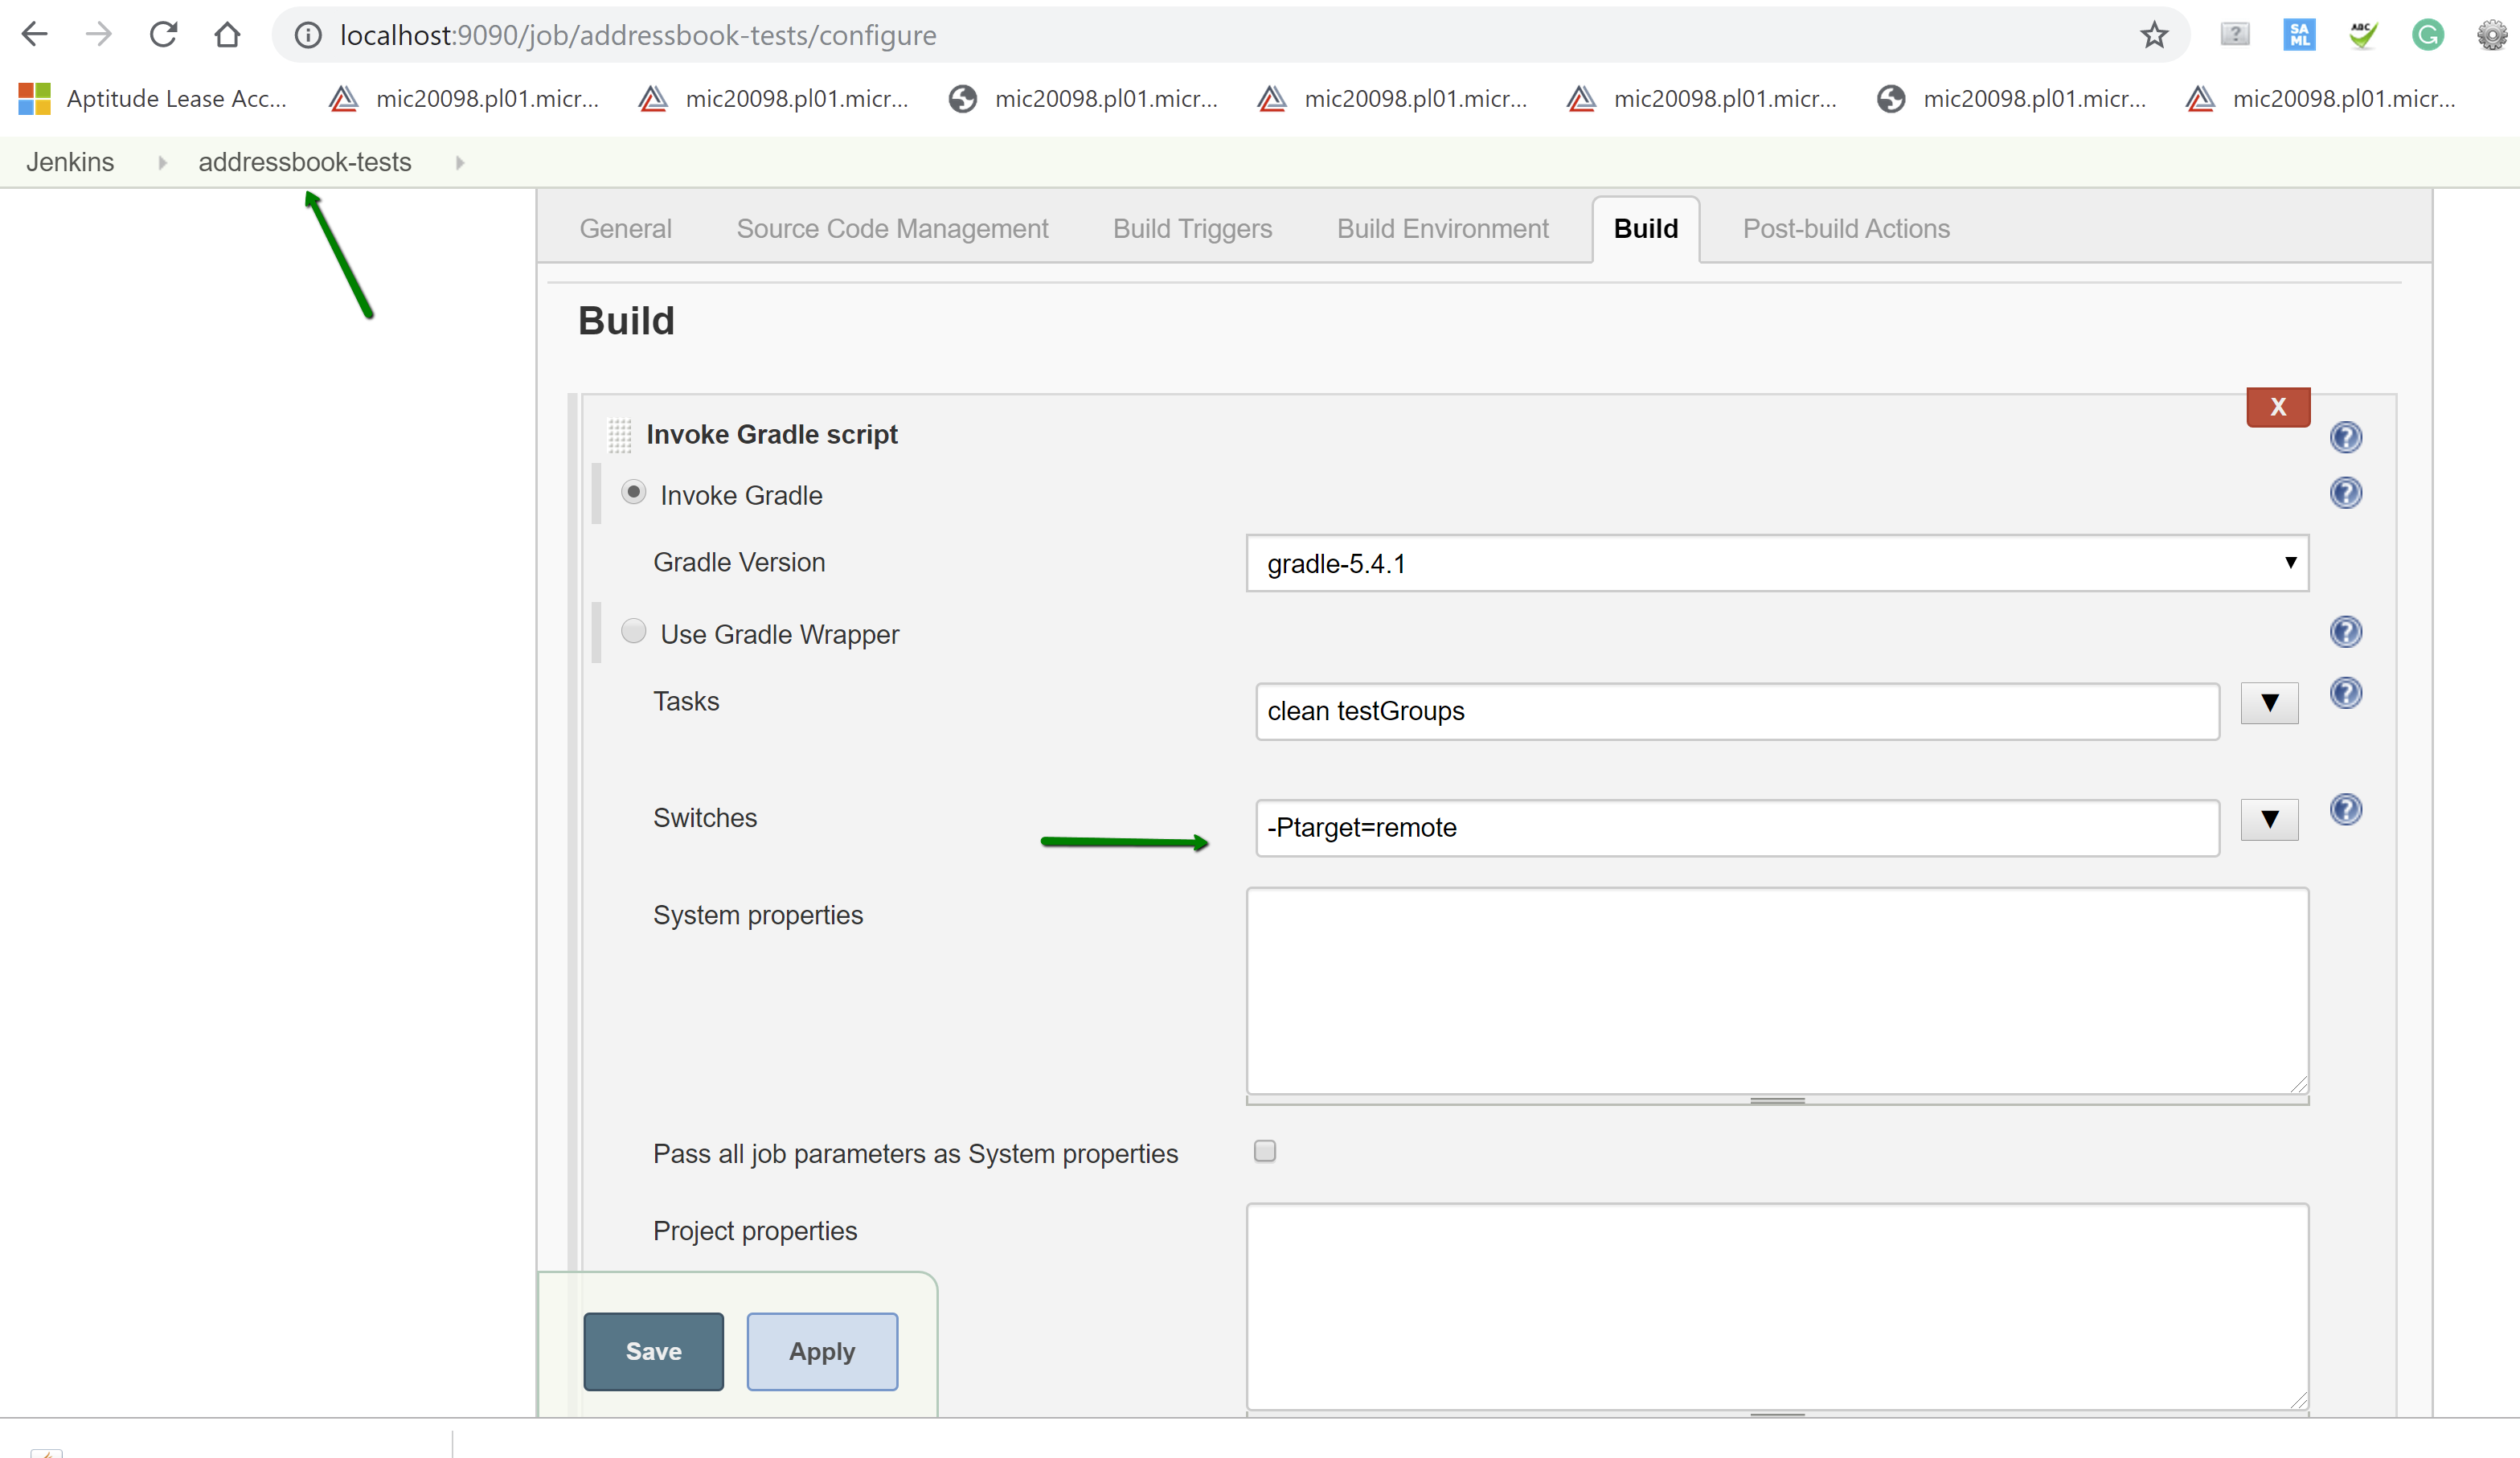 localhost:9090/job/addressbook-tests/configure
?
SA
ML
ABC
G
Aptitude Lease Acc... mic20098.pl01.micr... mic20098.pl01.micr... mic20098.pl01.micr... mic20098.pl01.micr... mic20098.pl01.micr... mic20098.pl01.micr... mic20098.pl01.micr...
Jenkins addressbook-tests
General Source Code Management Build Triggers Build Environment Build Post-build Actions
Build
X
Invoke Gradle script ?
Invoke Gradle ?
Gradle Version gradle-5.4.1
Use Gradle Wrapper ?
Tasks clean testGroups ?
Switches -Ptarget=remote ?
System properties
Pass all job parameters as System properties
Project properties
Save Apply